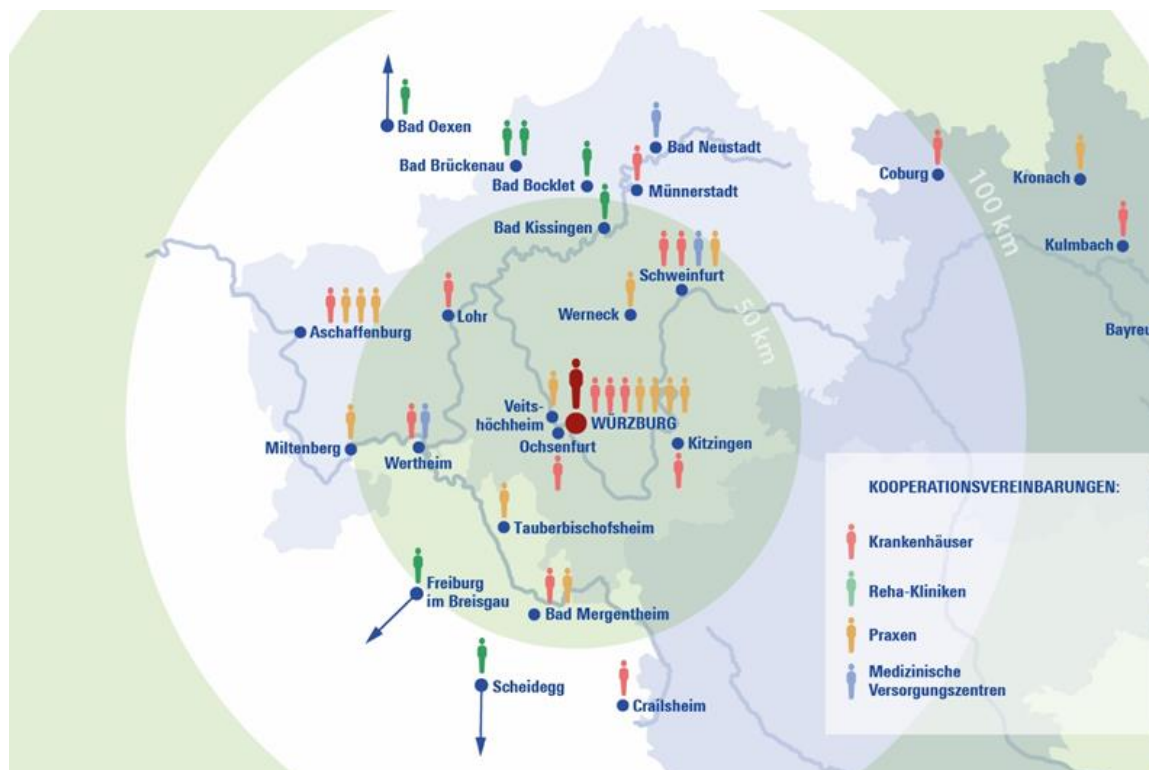 Bad Oexen
Bad Brückenau
Bad Neustadt
Bad Bocklet
Münnerstadt
Coburg
Kronach
100 km
Bad Kissingen
Kulmbach
Schweinfurt
Lohr
Werneck
50 km
Aschaffenburg
Bayreu
Veits-
höchheim
WÜRZBURG
Ochsenfurt
Kitzingen
Miltenberg
Wertheim
Tauberbischofsheim
Freiburg
im Breisgau
Bad Mergentheim
Scheidegg
Crailsheim
KOOPERATIONSVEREINBARUNGEN:
Krankenhäuser
Reha-Kliniken
Praxen
Medizinische
Versorgungszentren